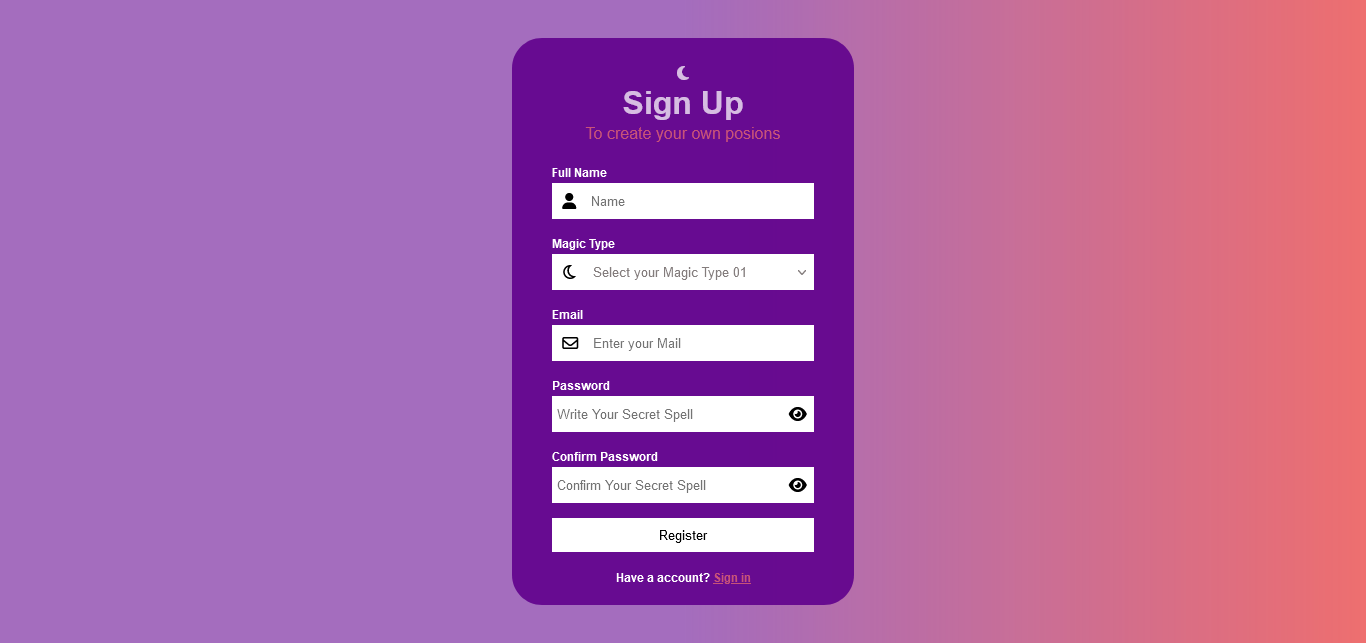 Sign Up
To create your own posions
Full Name
Name
Magic Type
Select your Magic Type 01
Email
Enter your Mail
Password
Write Your Secret Spell
Confirm Password
Confirm Your Secret Spell
Register
Have a account? Sign in